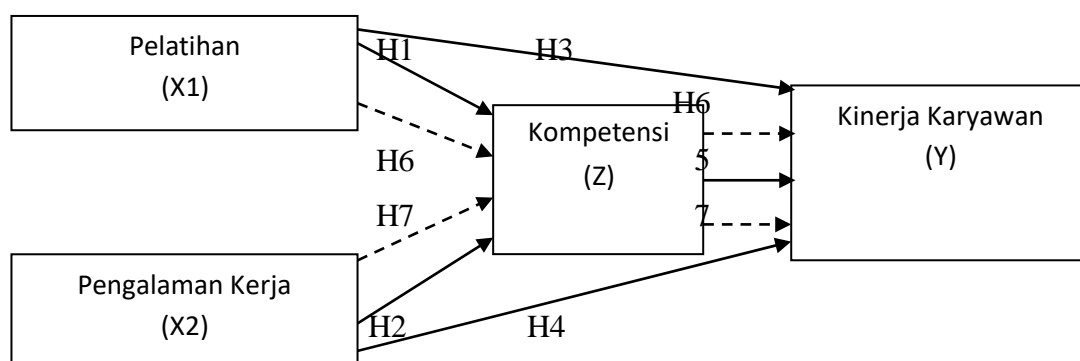 Pelatihan
(X1)
H1
H3
H6
Kompetensi
(Z)
Kinerja Karyawan
(Y)
H6
5
H7
7
Pengalaman Kerja
(X2)
H2
H4